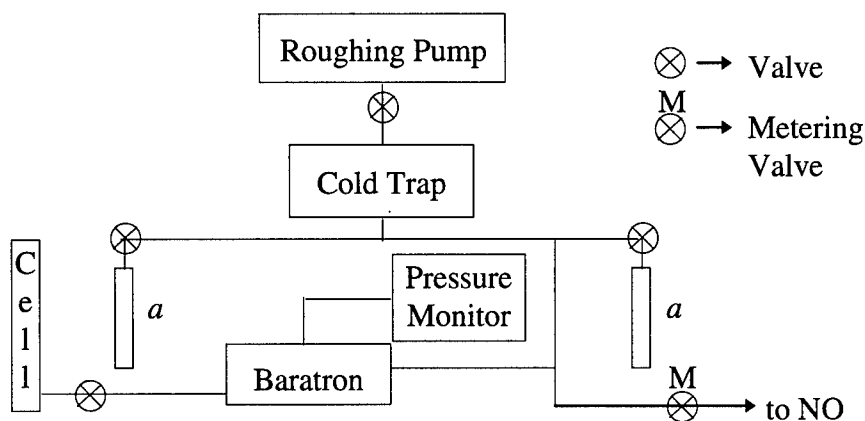 Roughing Pump
Valve
M
Metering
Valve
Cold Trap
C
e
l
l
a
Pressure
Monitor
a
Baratron
M
to NO